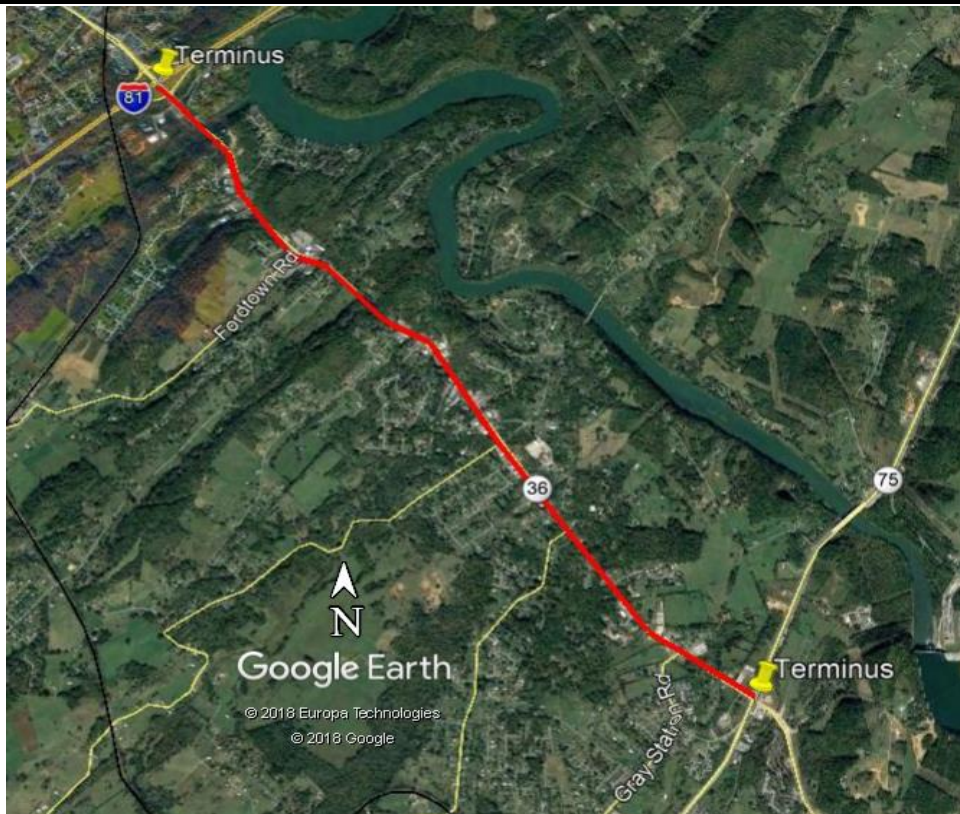 Terminus
81
Fordtown Rd
36
75
N
Google Earth
© 2018 Europa Technologies
© 2018 Google
Terminus
Gray Station Rd